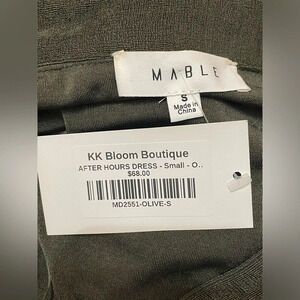 MABLE
S
Made in
China
KK Bloom Boutique
AFTER HOURS DRESS - Small - O..
$68.00
MD2551-OLIVE-S